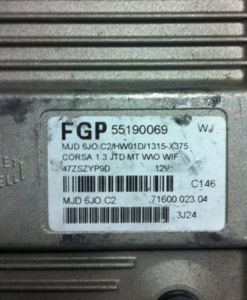 FGP 55190069 WJ
MJD 6JO.C2/HW01D/1315-X375
CORSA 1.3 JTD MT W\O WIF
47ZSZYP9D 12V
C146
MJD 6JO C2 71600 023.04
3J24